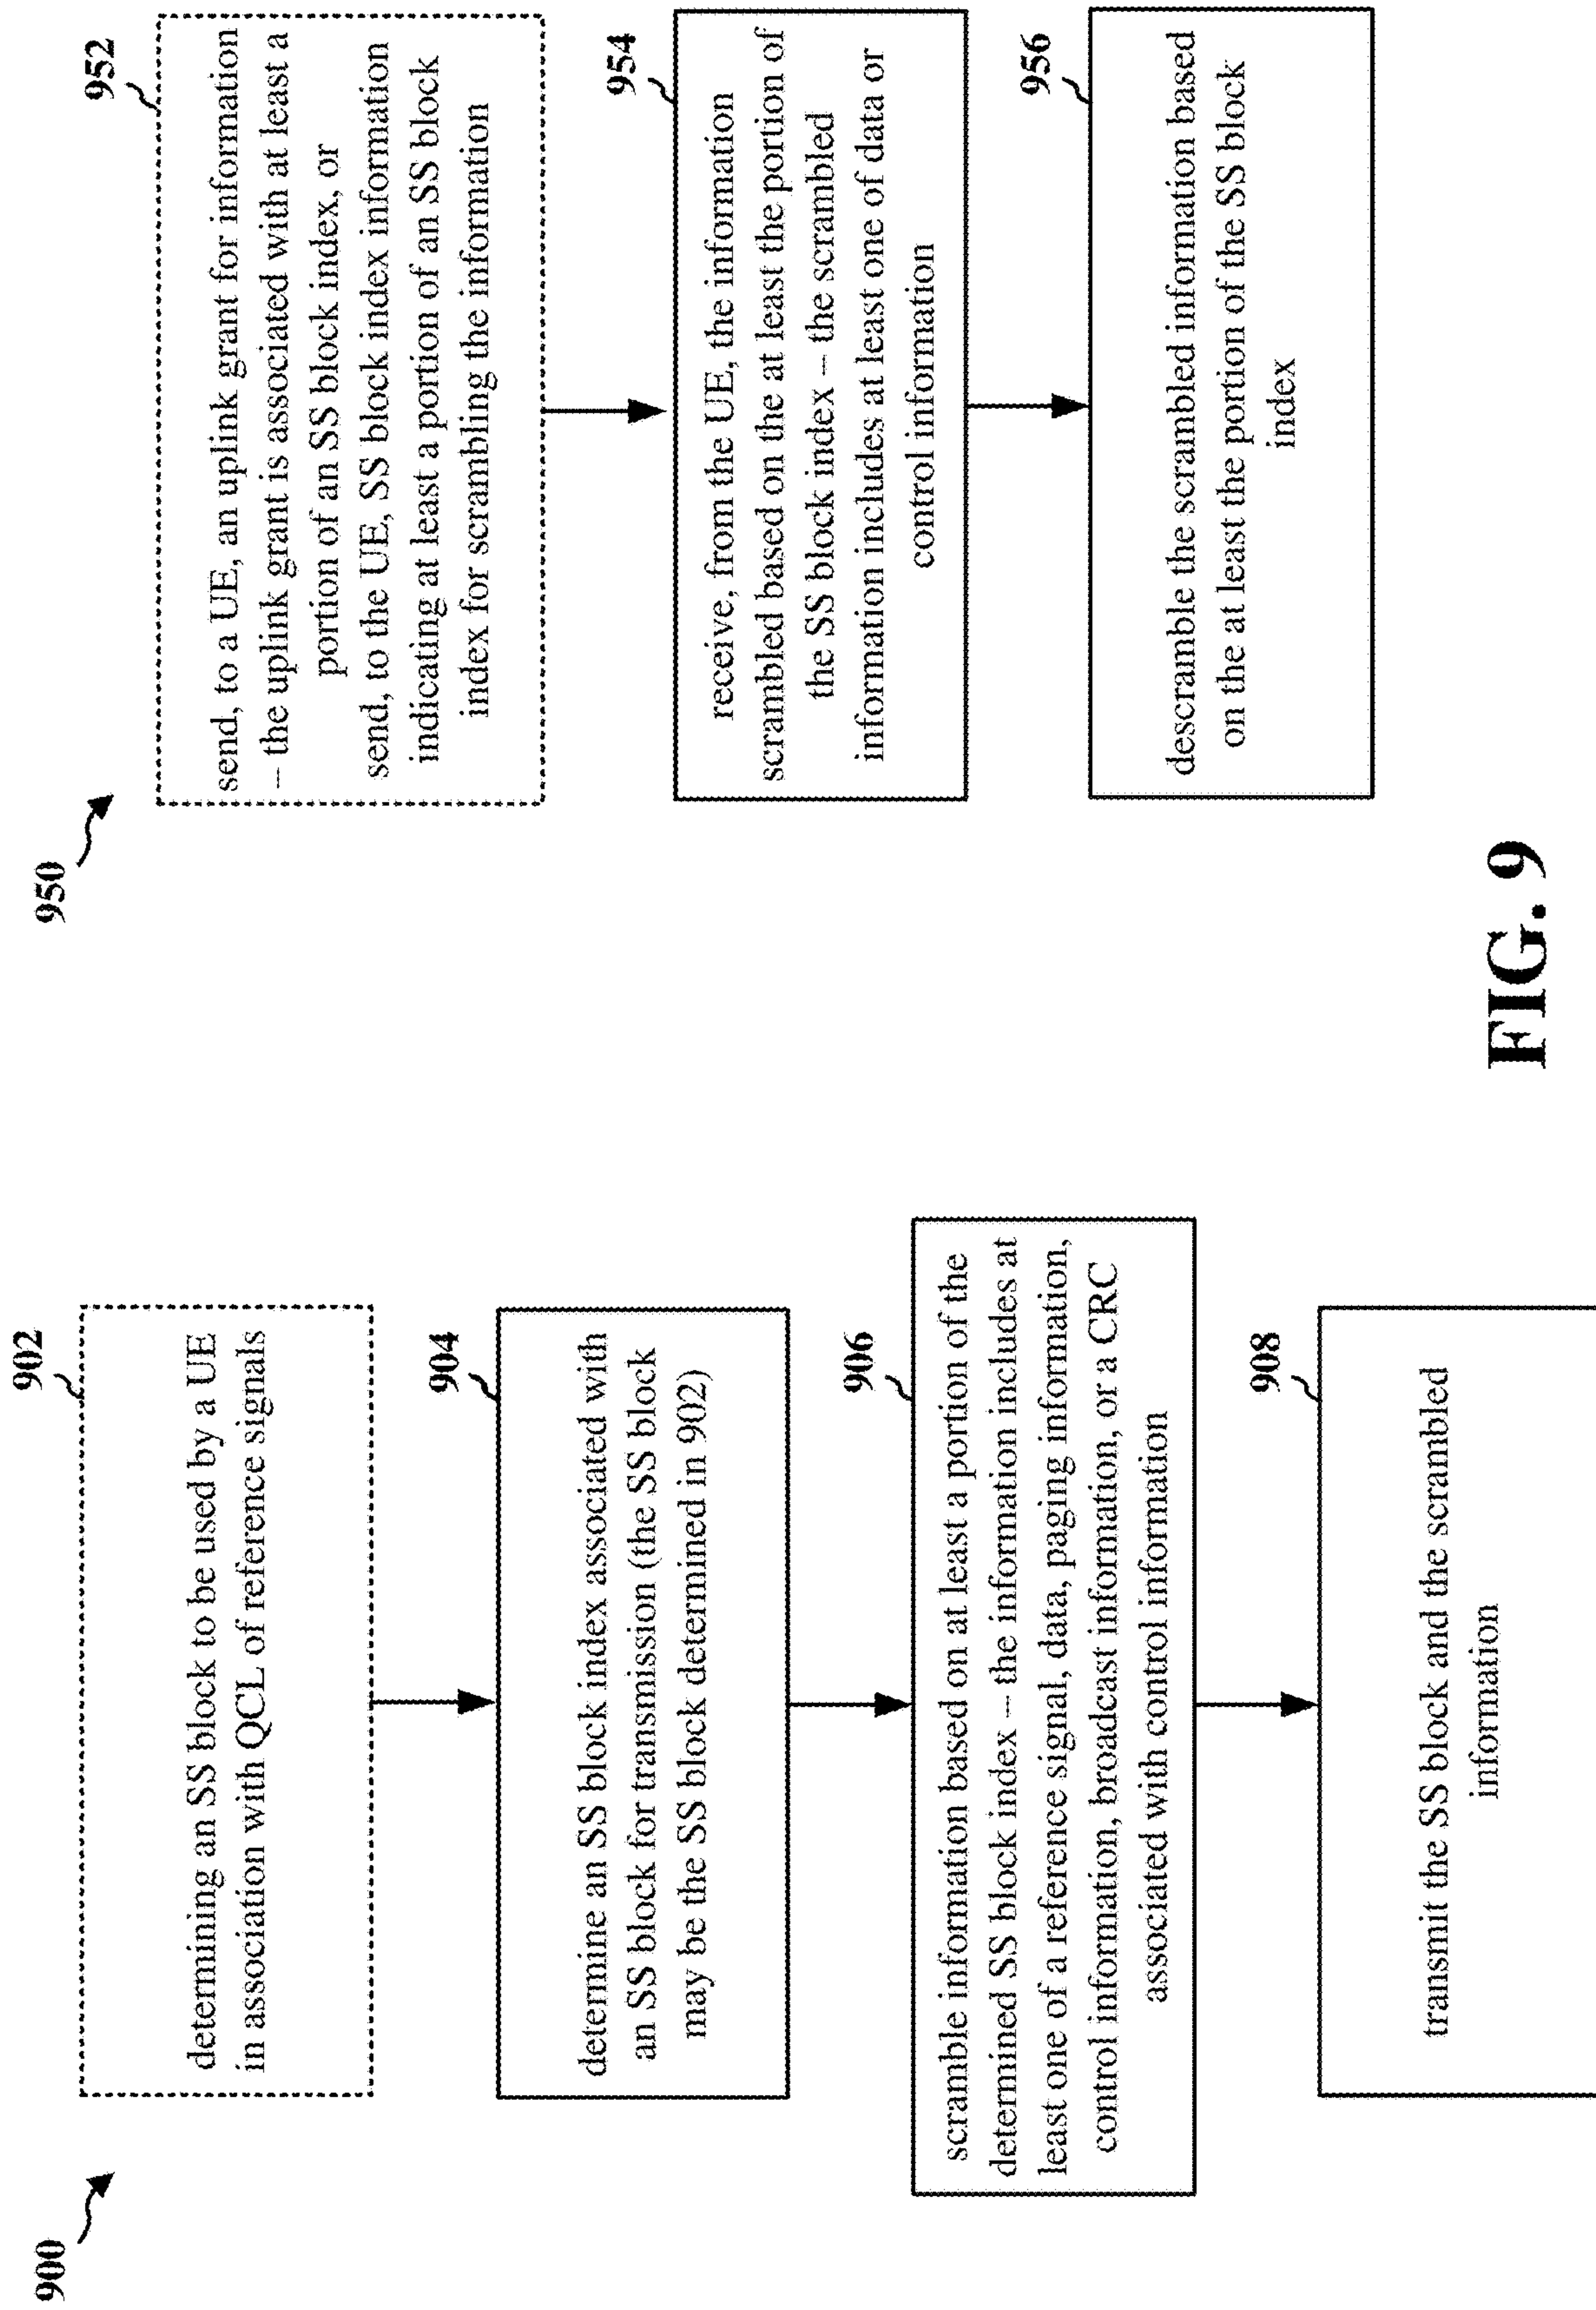 900
902
determining an SS block to be used by a UE
in association with QCL of reference signals
904
determine an SS block index associated with
an SS block for transmission (the SS block
may be the SS block determined in 902)
906
scramble information based on at least a portion of the
determined SS block index – the information includes at
least one of a reference signal, data, paging information,
control information, broadcast information, or a CRC
associated with control information
908
transmit the SS block and the scrambled
information
950
952
send, to a UE, an uplink grant for information
– the uplink grant is associated with at least a
portion of an SS block index, or
send, to the UE, SS block index information
indicating at least a portion of an SS block
index for scrambling the information
954
receive, from the UE, the information
scrambled based on the at least the portion of
the SS block index – the scrambled
information includes at least one of data or
control information
956
descramble the scrambled information based
on the at least the portion of the SS block
index
FIG. 9